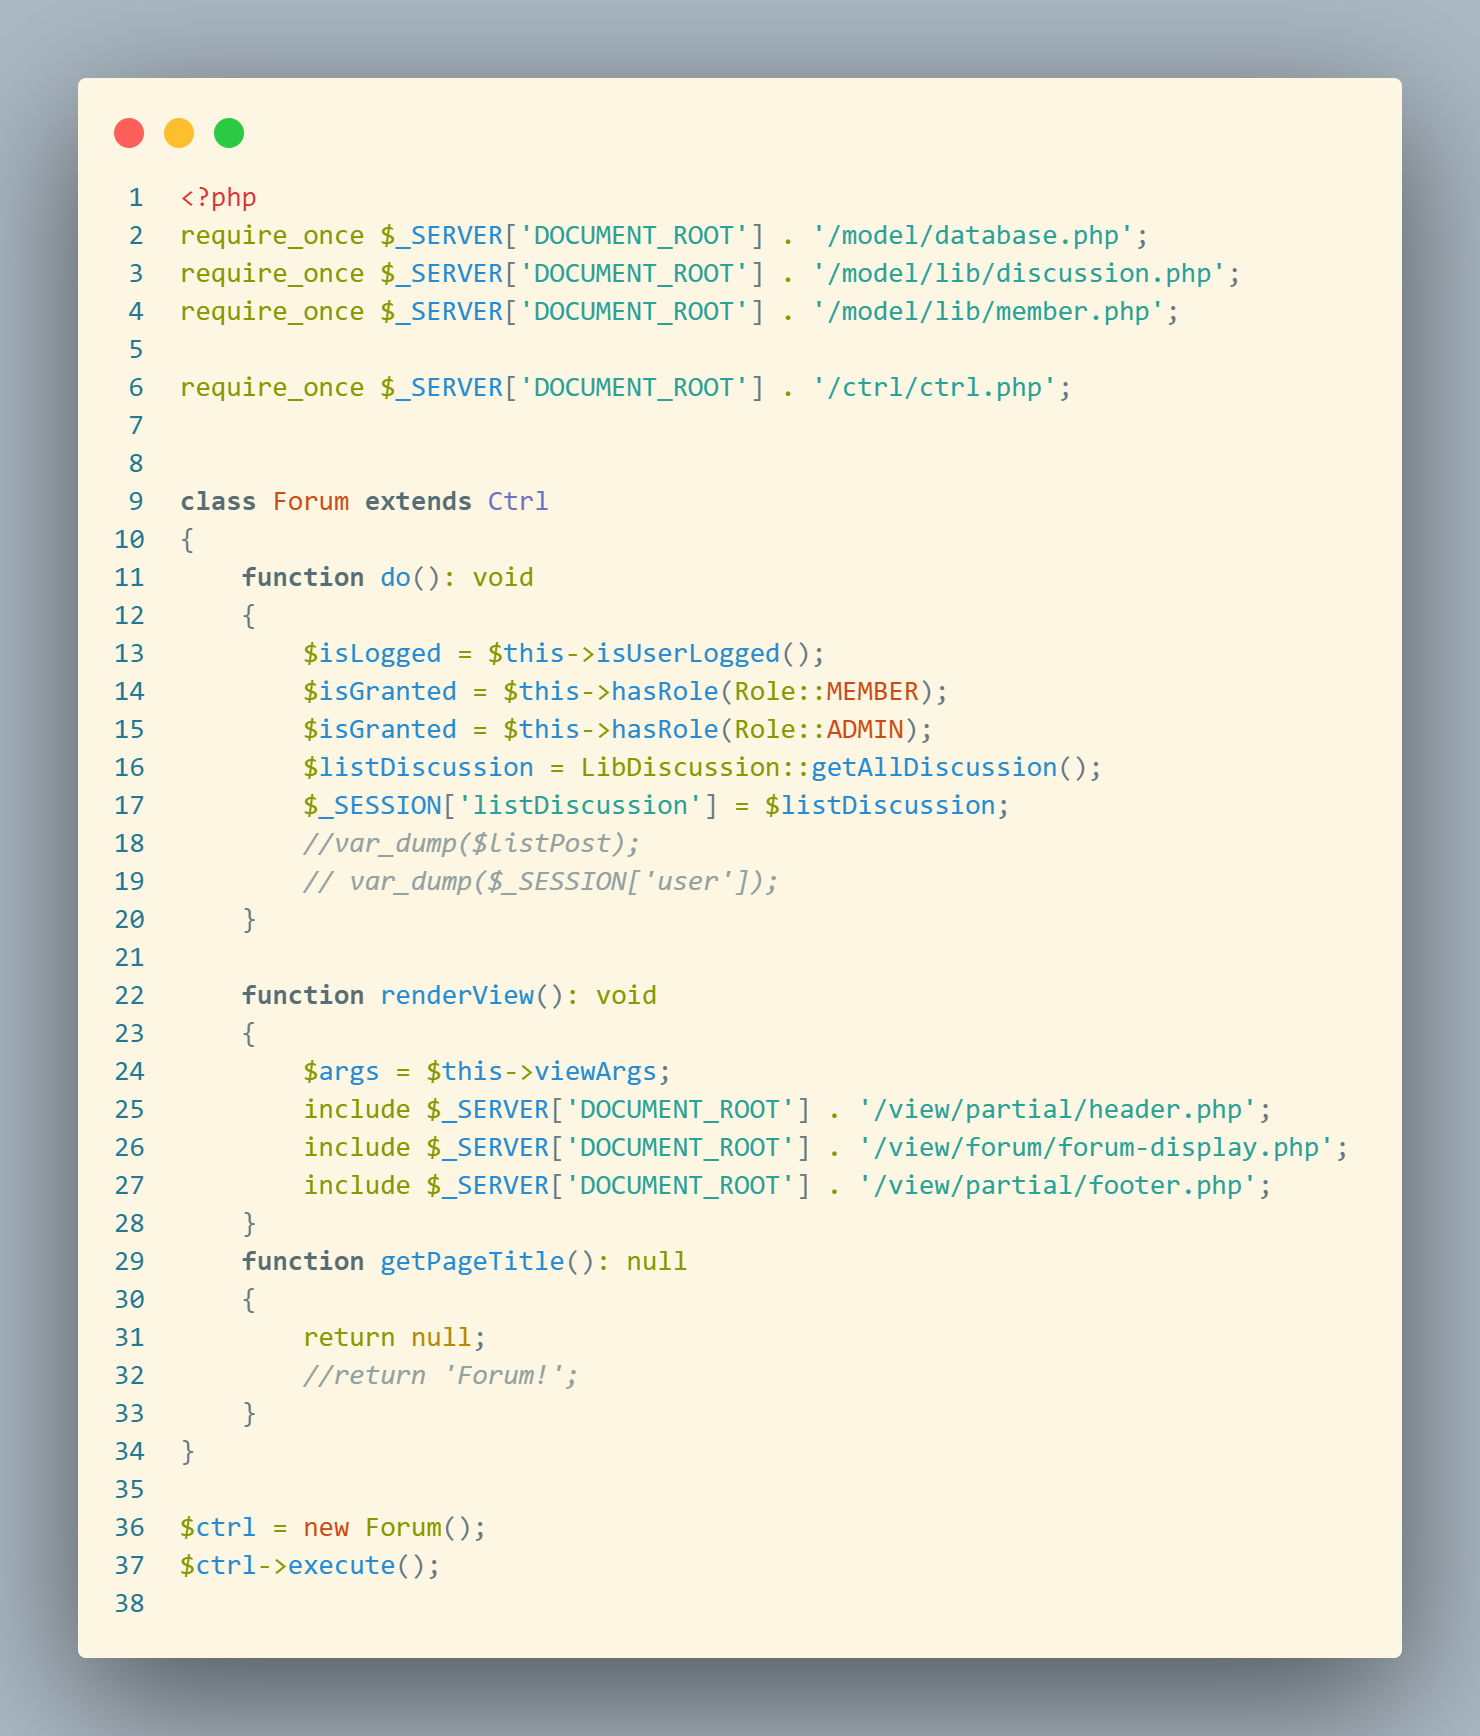 1 <?php
2 require_once $_SERVER['DOCUMENT_ROOT'] . '/model/database.php';
3 require_once $_SERVER['DOCUMENT_ROOT'] . '/model/lib/discussion.php';
4 require_once $_SERVER['DOCUMENT_ROOT'] . '/model/lib/member.php';
5
6 require_once $_SERVER['DOCUMENT_ROOT'] . '/ctrl/ctrl.php';
7
8
9 class Forum extends Ctrl
10 {
11     function do(): void
12     {
13         $isLogged = $this->isUserLogged();
14         $isGranted = $this->hasRole(Role::MEMBER);
15         $isGranted = $this->hasRole(Role::ADMIN);
16         $listDiscussion = LibDiscussion::getAllDiscussion();
17         $_SESSION['listDiscussion'] = $listDiscussion;
18         //var_dump($listPost);
19         // var_dump($_SESSION['user']);
20     }
21
22     function renderView(): void
23     {
24         $args = $this->viewArgs;
25         include $_SERVER['DOCUMENT_ROOT'] . '/view/partial/header.php';
26         include $_SERVER['DOCUMENT_ROOT'] . '/view/forum/forum-display.php';
27         include $_SERVER['DOCUMENT_ROOT'] . '/view/partial/footer.php';
28     }
29     function getPageTitle(): null
30     {
31         return null;
32         //return 'Forum!';
33     }
34 }
35
36 $ctrl = new Forum();
37 $ctrl->execute();
38